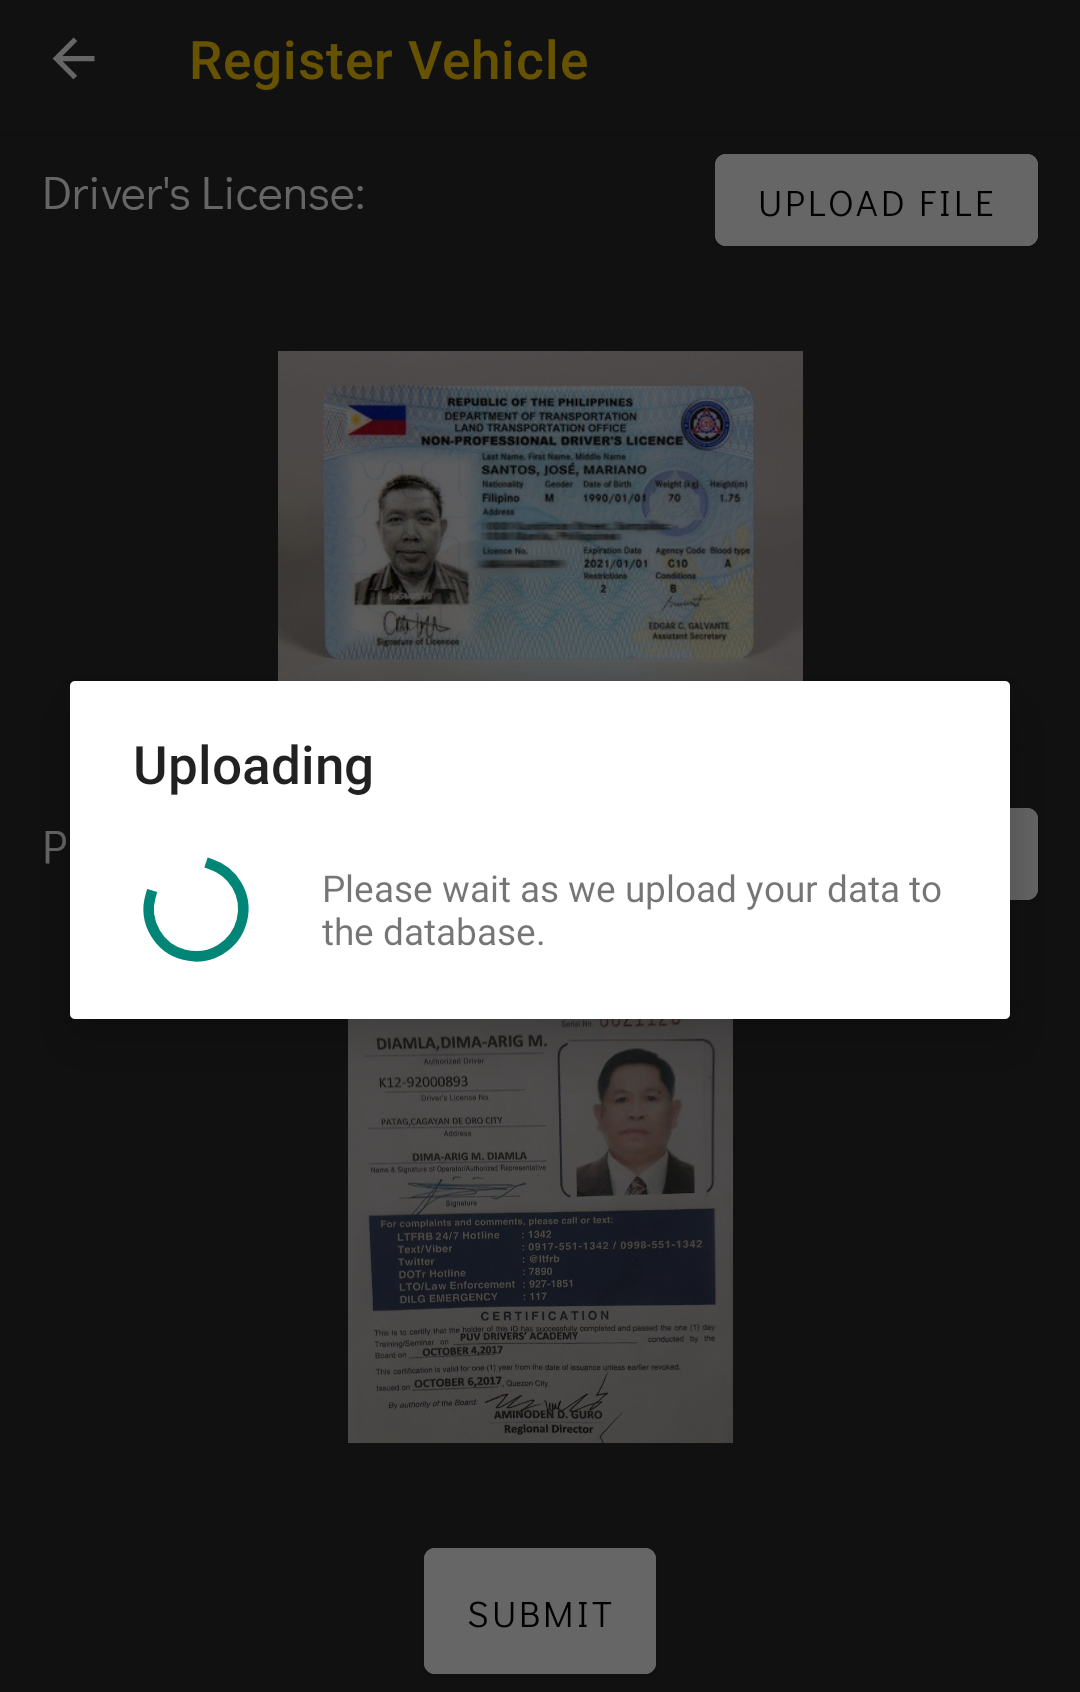 Register Vehicle
Driver's License:
UPLOAD FILE
REPUBLIC OF THE PHILIPPINES
DEPARTMENT OF TRANSPORTATION
LAND TRANSPORTATION OFFICE
NON-PROFESSIONAL DRIVER'S LICENCE
Last Name, First Name, Middle Name
SANTOS, JOSÉ, MARIANO
Nationality Gender Date of Birth Weight (kg) Height(m)
Filipino M 1990/01/01 70 1.75
Address
Licence No. Expiration Date Agency Code Blood type
2021/01/01 C10 A
Restrictions Conditions
2 B
EDGAR C. GALVANTE
Signature of Licencee Assistant Secretary
Uploading
P
Please wait as we upload your data to
the database.
Serial No.
DIAMLA,DIMA-ARIG M.
Authorized Driver
K12-92000893
Driver's License No.
PATAG,CAGAYAN DE ORO CITY
Address
DIMA-ARIG M. DIAMLA
Name & Signature of Operator/Authorized Representative
Signature
For complaints and comments, please call or text:
LTFRB 24/7 Hotline : 1342
Text/Viber : 0917-551-1342 / 0998-551-1342
Twitter : @ltfrb
DOTr Hotline : 7890
LTO/Law Enforcement : 927-1851
DILG EMERGENCY : 117
CERTIFICATION
This is to certify that the holder of this ID has successfully completed and passed the one (1) day
Training/Seminar on PUV DRIVERS' ACADEMY conducted by the
Board on OCTOBER 4,2017
This certification is valid for one (1) year from the date of issuance unless earlier revoked.
Issued on OCTOBER 6,2017, Quezon City.
By authority of the Board:
AMINODEN D. GURO
Regional Director
SUBMIT